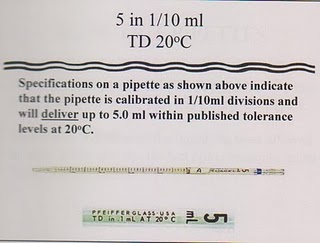 5 in 1/10 ml
TD 20°C
Specifications on a pipette as shown above indicate
that the pipette is calibrated in 1/10ml divisions and
will deliver up to 5.0 ml within published tolerance
levels at 20°C.
PFEIFFER GLASS-USA
TD in .1 mL AT 20°C
5 ml